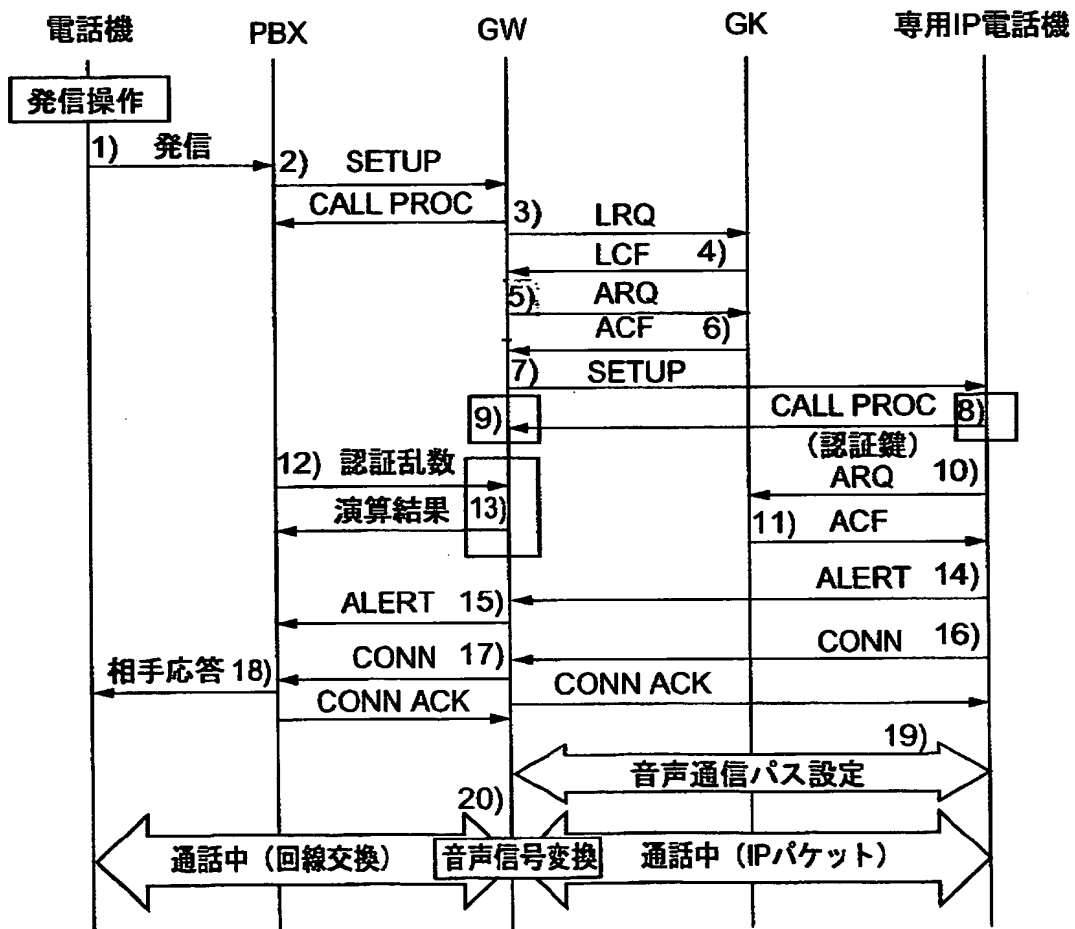 電話機
PBX
GW
GK
専用IP電話機
発信操作
1) 発信
2) SETUP
CALL PROC
3) LRQ
LCF 4)
5) ARQ
ACF 6)
7) SETUP
CALL PROC 8)
9)
(認証鍵)
ARQ 10)
12) 認証乱数
演算結果 13)
11) ACF
ALERT 14)
ALERT 15)
CONN 16)
CONN 17)
相手応答 18)
CONN ACK
CONN ACK
19)
音声通信パス設定
20)
通話中（回線交換）
音声信号変換
通話中（IPパケット）